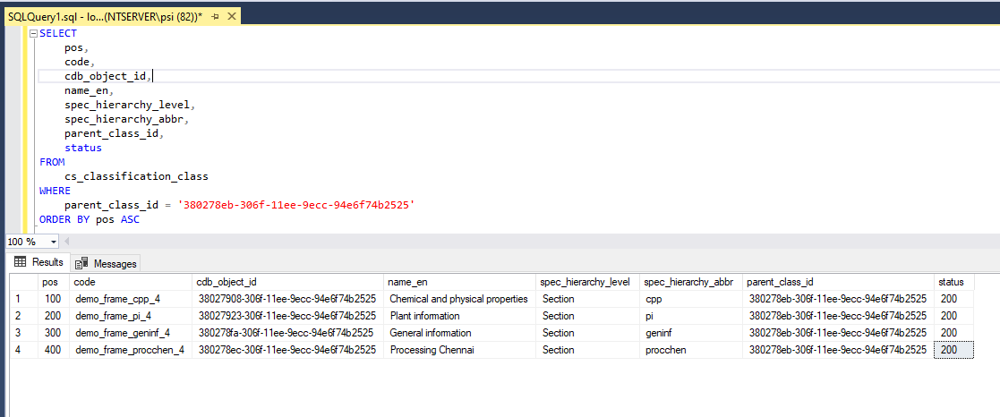 SQLQuery1.sql - lo...(NTSERVER\psi (82))*
SELECT
pos,
code,
cdb_object_id,
name_en,
spec_hierarchy_level,
spec_hierarchy_abbr,
parent_class_id,
status
FROM
cs_classification_class
WHERE
parent_class_id = '380278eb-306f-11ee-9ecc-94e6f74b2525'
ORDER BY pos ASC
100 %
Results Messages
pos code cdb_object_id name_en spec_hierarchy_level spec_hierarchy_abbr parent_class_id status
1 100 demo_frame_cpp_4 38027908-306f-11ee-9ecc-94e6f74b2525 Chemical and physical properties Section cpp 380278eb-306f-11ee-9ecc-94e6f74b2525 200
2 200 demo_frame_pi_4 38027923-306f-11ee-9ecc-94e6f74b2525 Plant information Section pi 380278eb-306f-11ee-9ecc-94e6f74b2525 200
3 300 demo_frame_geninf_4 380278fa-306f-11ee-9ecc-94e6f74b2525 General information Section geninf 380278eb-306f-11ee-9ecc-94e6f74b2525 200
4 400 demo_frame_procchen_4 380278ec-306f-11ee-9ecc-94e6f74b2525 Processing Chennai Section procchen 380278eb-306f-11ee-9ecc-94e6f74b2525 200